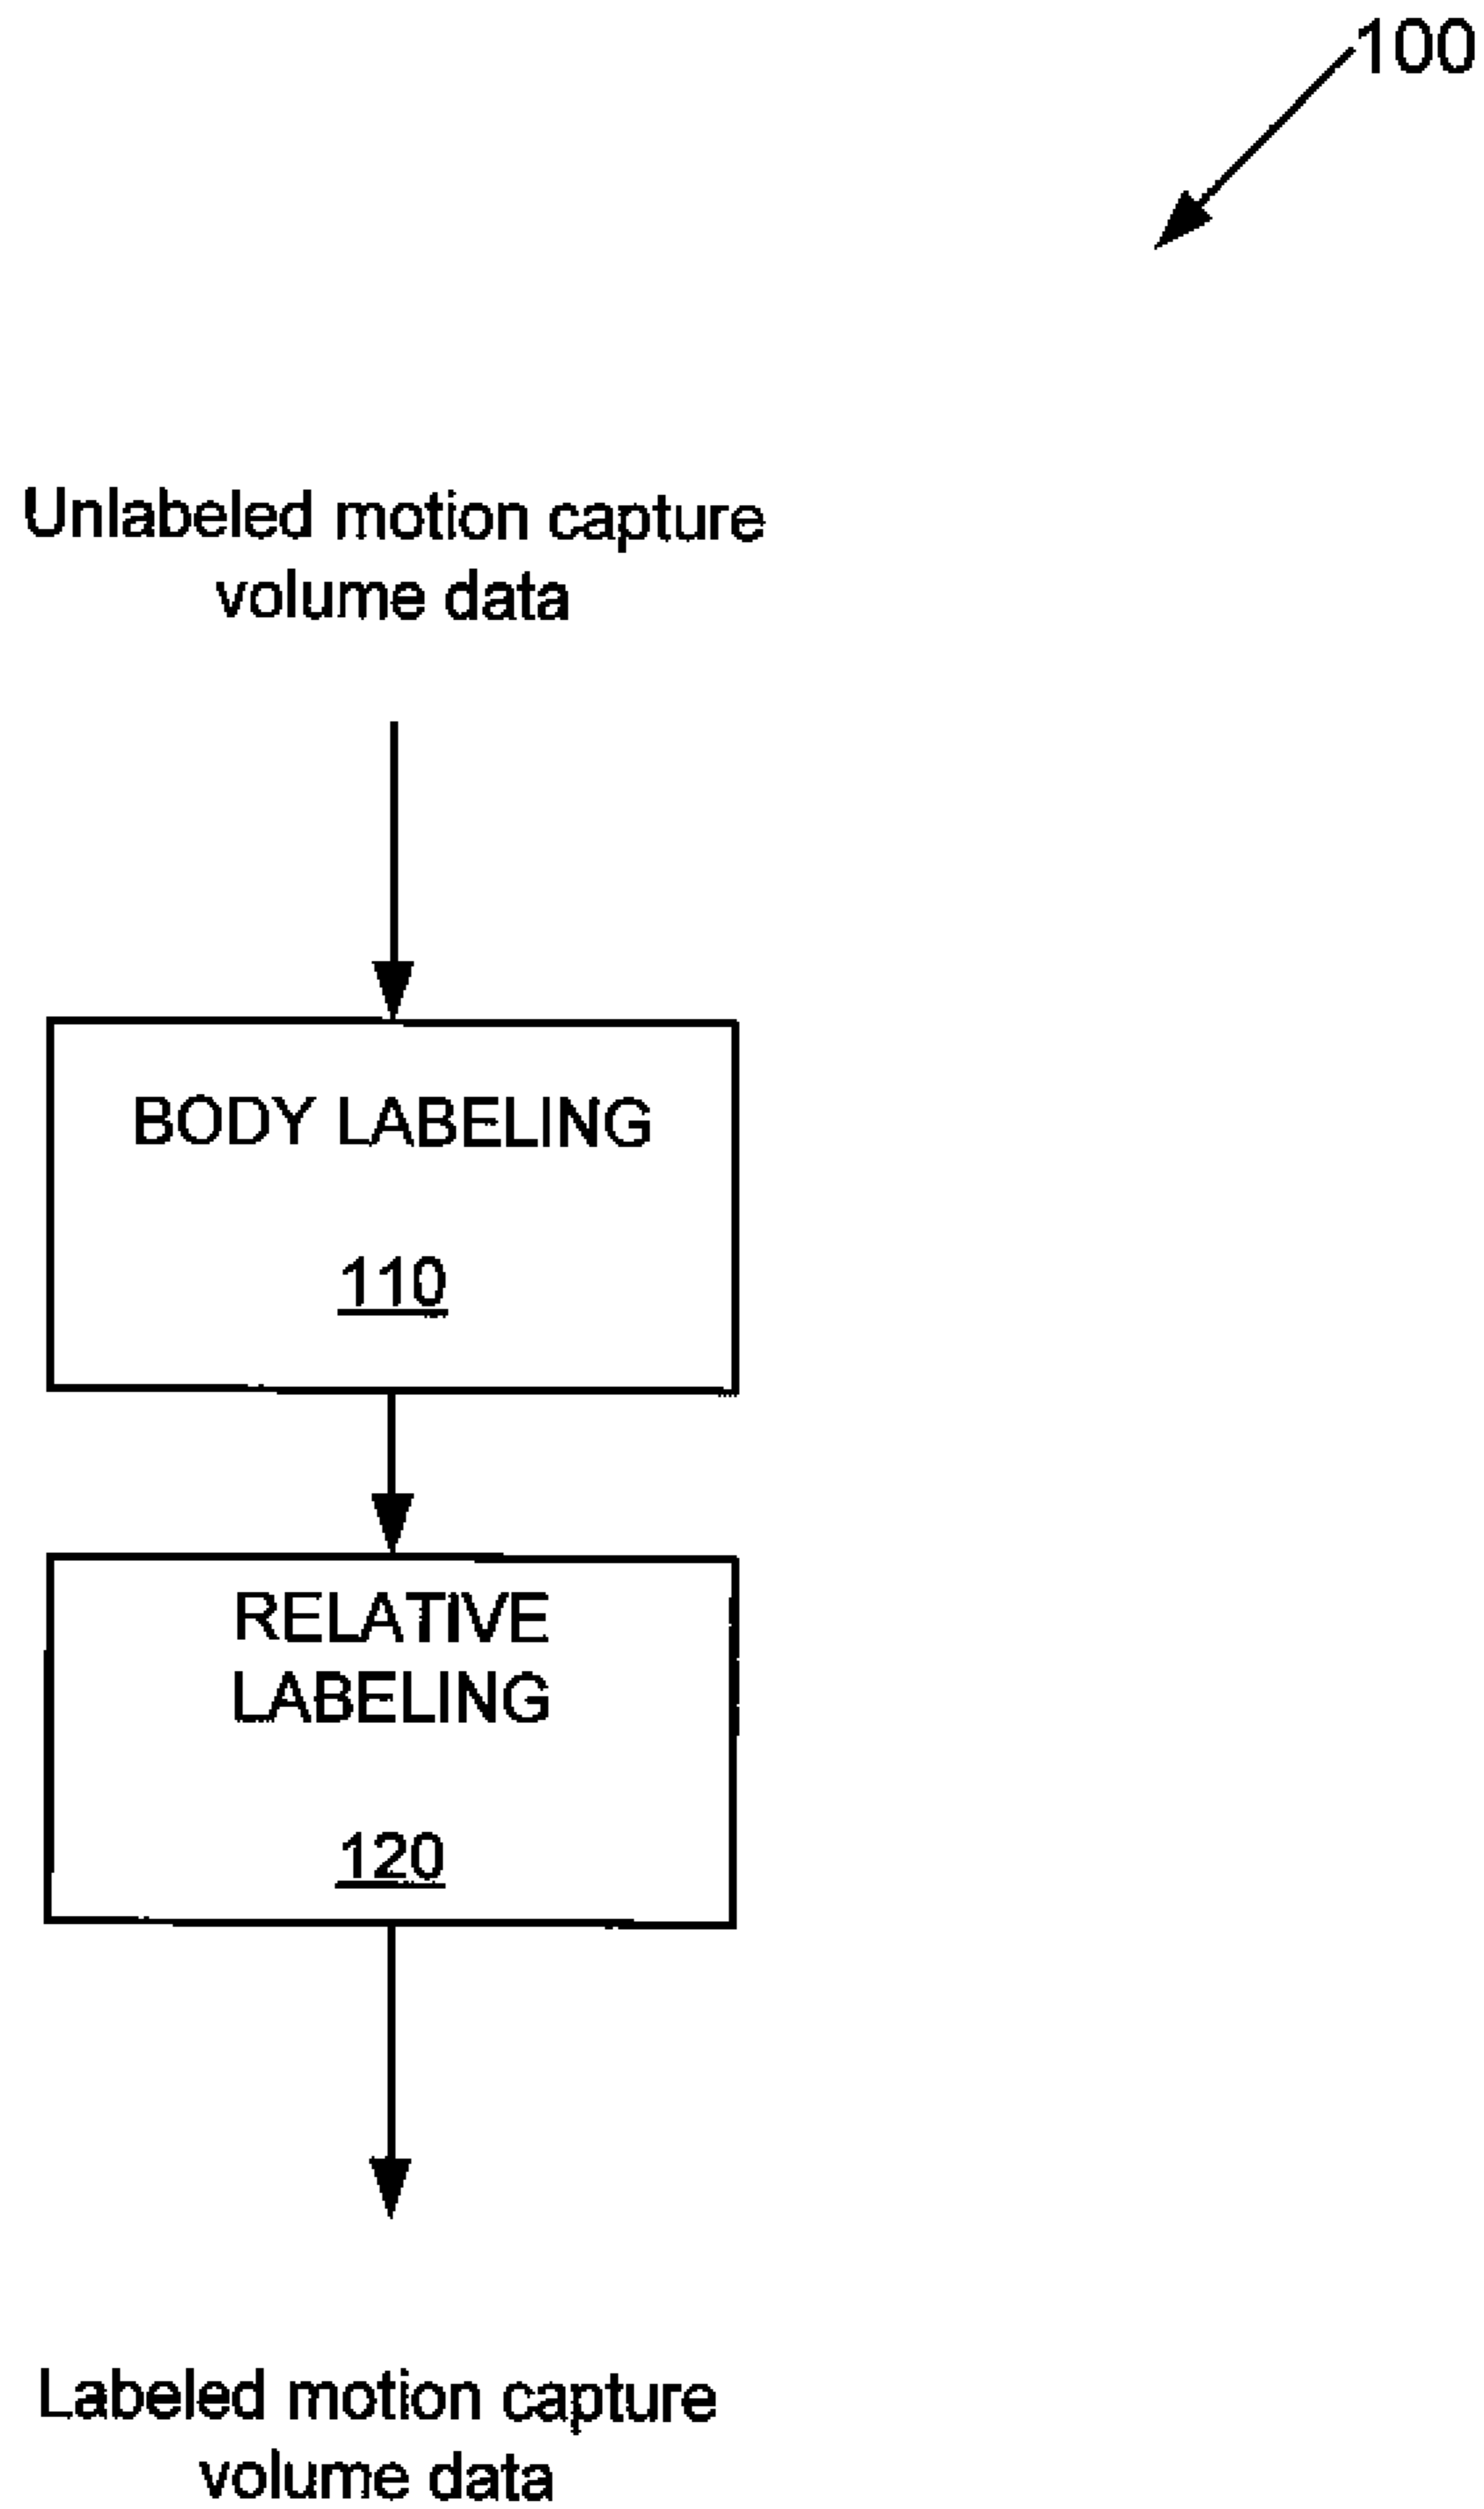 100
Unlabeled motion capture
volume data
BODY LABELING
110
RELATIVE
LABELING
120
Labeled motion capture
volume data